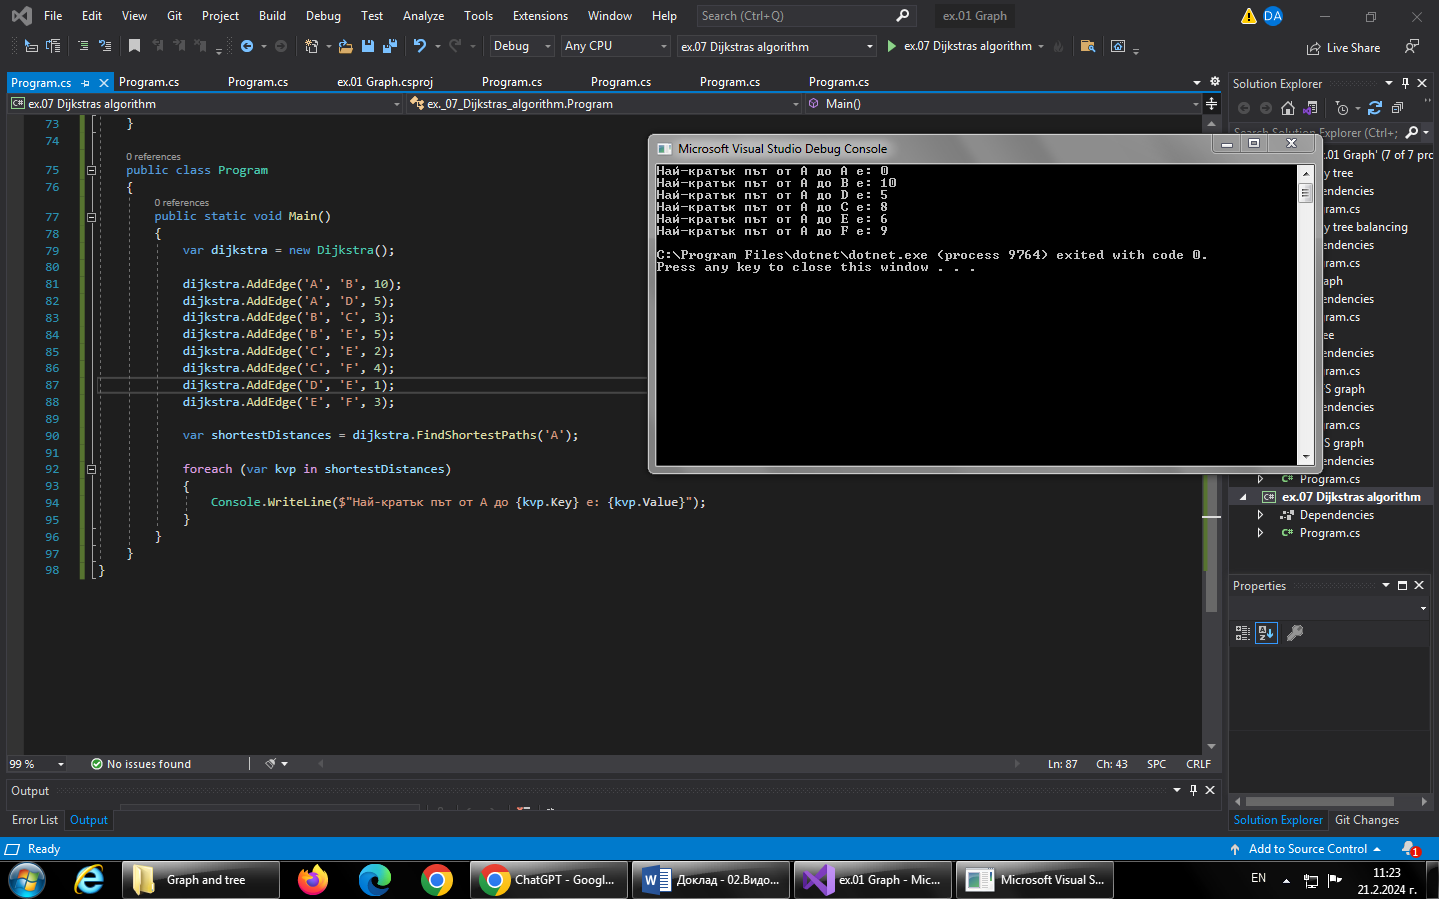 File Edit View Git Project Build Debug Test Analyze Tools Extensions Window Help Search (Ctrl+Q) ex.01 Graph DA
Debug Any CPU ex.07 Dijkstras algorithm ex.07 Dijkstras algorithm Live Share
Program.cs Program.cs Program.cs ex.01 Graph.csproj Program.cs Program.cs Program.cs Program.cs
ex.07 Dijkstras algorithm ex._07_Dijkstras_algorithm.Program Main()
73 }
74
0 references
75 public class Program
76 {
0 references
77 public static void Main()
78 {
79 var dijkstra = new Dijkstra();
80
81 dijkstra.AddEdge('A', 'B', 10);
82 dijkstra.AddEdge('A', 'D', 5);
83 dijkstra.AddEdge('B', 'C', 3);
84 dijkstra.AddEdge('B', 'E', 5);
85 dijkstra.AddEdge('C', 'E', 2);
86 dijkstra.AddEdge('C', 'F', 4);
87 dijkstra.AddEdge('D', 'E', 1);
88 dijkstra.AddEdge('E', 'F', 3);
89
90 var shortestDistances = dijkstra.FindShortestPaths('A');
91
92 foreach (var kvp in shortestDistances)
93 {
94 Console.WriteLine($"Най-кратък път от A до {kvp.Key} е: {kvp.Value}");
95 }
96 }
97 }
98 }
Microsoft Visual Studio Debug Console
Най-кратък път от A до A е: 0
Най-кратък път от A до B е: 10
Най-кратък път от A до D е: 5
Най-кратък път от A до C е: 8
Най-кратък път от A до E е: 6
Най-кратък път от A до F е: 9
C:\Program Files\dotnet\dotnet.exe (process 9764) exited with code 0.
Press any key to close this window . . .
Solution Explorer
Search Solution Explorer (Ctrl+;
.01 Graph' (7 of 7 pro
y tree
endencies
ram.cs
y tree balancing
endencies
ram.cs
aph
endencies
ram.cs
ee
endencies
ram.cs
S graph
endencies
ram.cs
S graph
endencies
C# Program.cs
C# ex.07 Dijkstras algorithm
Dependencies
C# Program.cs
Properties
99 % No issues found Ln: 87 Ch: 43 SPC CRLF
Output
Error List Output
Solution Explorer Git Changes
Ready Add to Source Control 1
Graph and tree ChatGPT - Googl... Доклад - 02.Видо... ex.01 Graph - Mic... Microsoft Visual S... EN 11:23
21.2.2024 г.